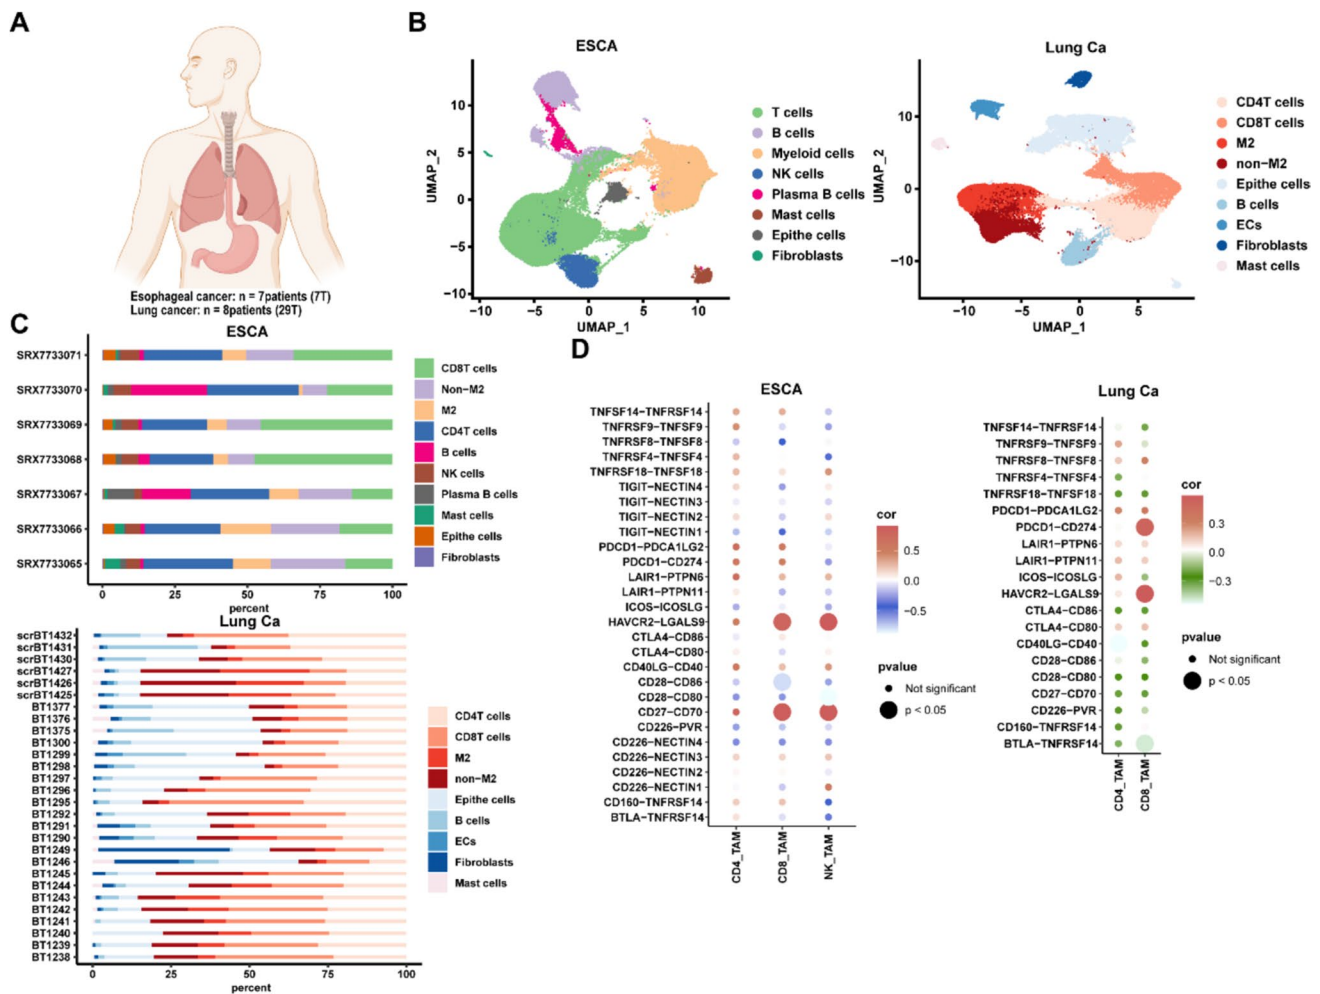 A
Esophageal cancer: n = 7patients (7T)
Lung cancer: n = 8patients (29T)
B
ESCA
UMAP_2
10
5
0
−5
−10
−10
−5
0
5
10
UMAP_1
T cells
B cells
Myeloid cells
NK cells
Plasma B cells
Mast cells
Epithe cells
Fibroblasts
Lung Ca
UMAP_2
10
0
−10
−10
−5
0
5
UMAP_1
CD4T cells
CD8T cells
M2
non−M2
Epithe cells
B cells
ECs
Fibroblasts
Mast cells
C
ESCA
SRX7733071
SRX7733070
SRX7733069
SRX7733068
SRX7733067
SRX7733066
SRX7733065
0
25
50
75
100
percent
CD8T cells
Non−M2
M2
CD4T cells
B cells
NK cells
Plasma B cells
Mast cells
Epithe cells
Fibroblasts
Lung Ca
scrBT1432
scrBT1431
scrBT1430
scrBT1427
scrBT1426
scrBT1425
BT1377
BT1376
BT1375
BT1300
BT1299
BT1298
BT1297
BT1296
BT1295
BT1292
BT1291
BT1290
BT1249
BT1246
BT1245
BT1244
BT1243
BT1242
BT1241
BT1240
BT1239
BT1238
0
25
50
75
100
percent
CD4T cells
CD8T cells
M2
non−M2
Epithe cells
B cells
ECs
Fibroblasts
Mast cells
D
ESCA
TNFSF14−TNFRSF14
TNFRSF9−TNFSF9
TNFRSF8−TNFSF8
TNFRSF4−TNFSF4
TNFRSF18−TNFSF18
TIGIT−NECTIN4
TIGIT−NECTIN3
TIGIT−NECTIN2
TIGIT−NECTIN1
PDCD1−PDCA1LG2
PDCD1−CD274
LAIR1−PTPN6
LAIR1−PTPN11
ICOS−ICOSLG
HAVCR2−LGALS9
CTLA4−CD86
CTLA4−CD80
CD40LG−CD40
CD28−CD86
CD28−CD80
CD27−CD70
CD226−PVR
CD226−NECTIN4
CD226−NECTIN3
CD226−NECTIN2
CD226−NECTIN1
CD160−TNFRSF14
BTLA−TNFRSF14
CD4_TAM
CD8_TAM
NK_TAM
cor
0.5
0.0
−0.5
pvalue
Not significant
p < 0.05
Lung Ca
TNFSF14−TNFRSF14
TNFRSF9−TNFSF9
TNFRSF8−TNFSF8
TNFRSF4−TNFSF4
TNFRSF18−TNFSF18
PDCD1−PDCA1LG2
PDCD1−CD274
LAIR1−PTPN6
LAIR1−PTPN11
ICOS−ICOSLG
HAVCR2−LGALS9
CTLA4−CD86
CTLA4−CD80
CD40LG−CD40
CD28−CD86
CD28−CD80
CD27−CD70
CD226−PVR
CD160−TNFRSF14
BTLA−TNFRSF14
CD4_TAM
CD8_TAM
cor
0.3
0.0
−0.3
pvalue
Not significant
p < 0.05